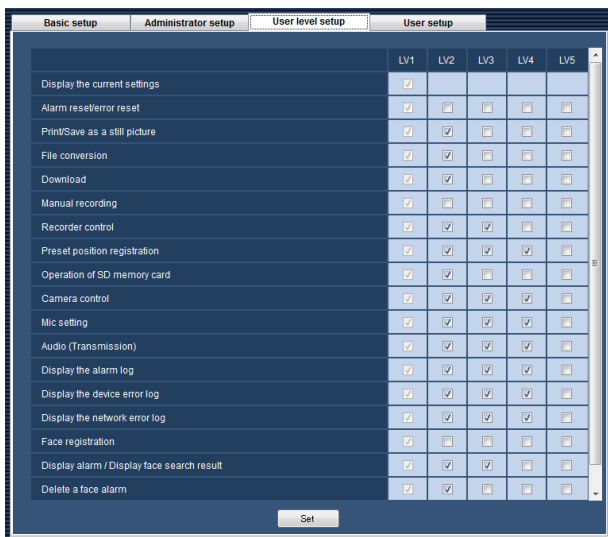 Basic setup Administrator setup User level setup User setup
LV1 LV2 LV3 LV4 LV5
Display the current settings
Alarm reset/error reset
Print/Save as a still picture
File conversion
Download
Manual recording
Recorder control
Preset position registration
Operation of SD memory card
Camera control
Mic setting
Audio (Transmission)
Display the alarm log
Display the device error log
Display the network error log
Face registration
Display alarm / Display face search result
Delete a face alarm
Set